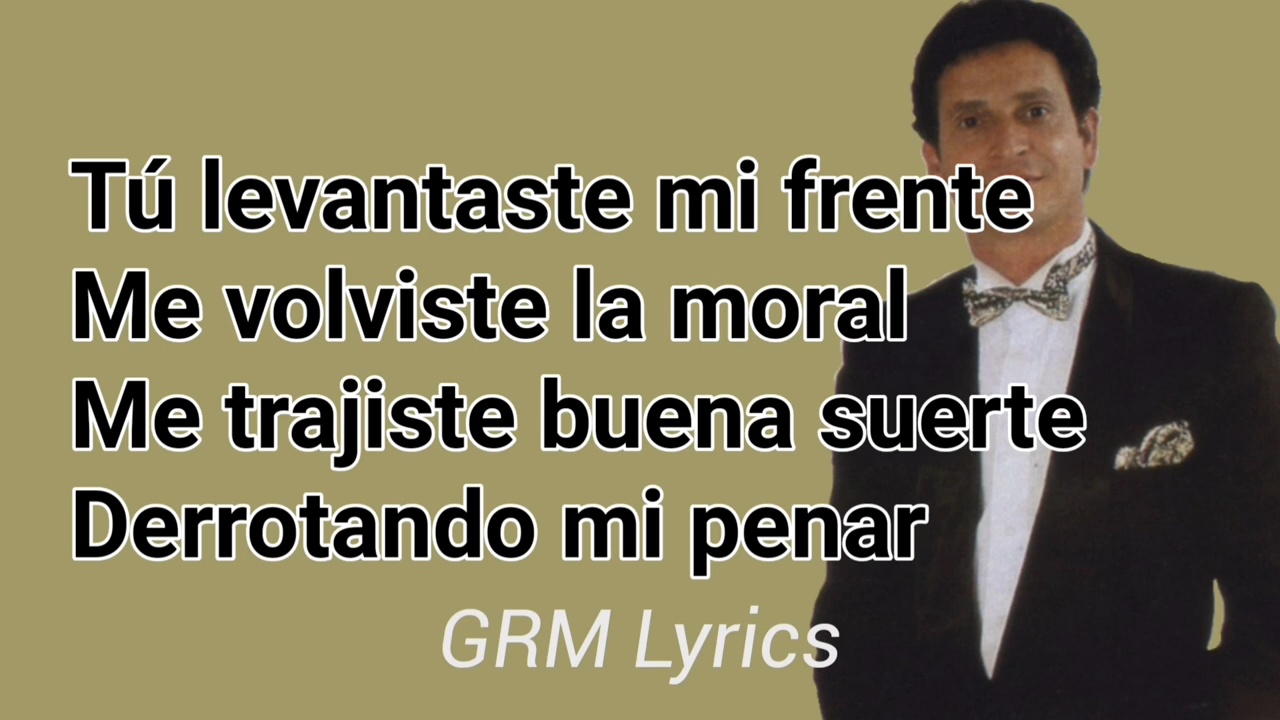 Tú levantaste mi frente
Me volviste la moral
Me trajiste buena suerte
Derrotando mi penar
GRM Lyrics